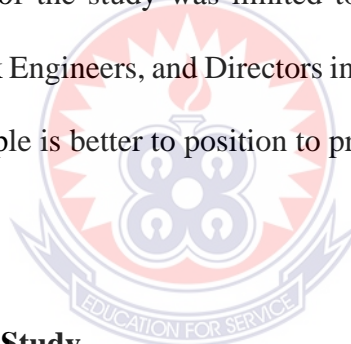 of the study was limited to
Engineers, and Directors in
ple is better to position to pr
EDUCATION FOR SERVICE
Study